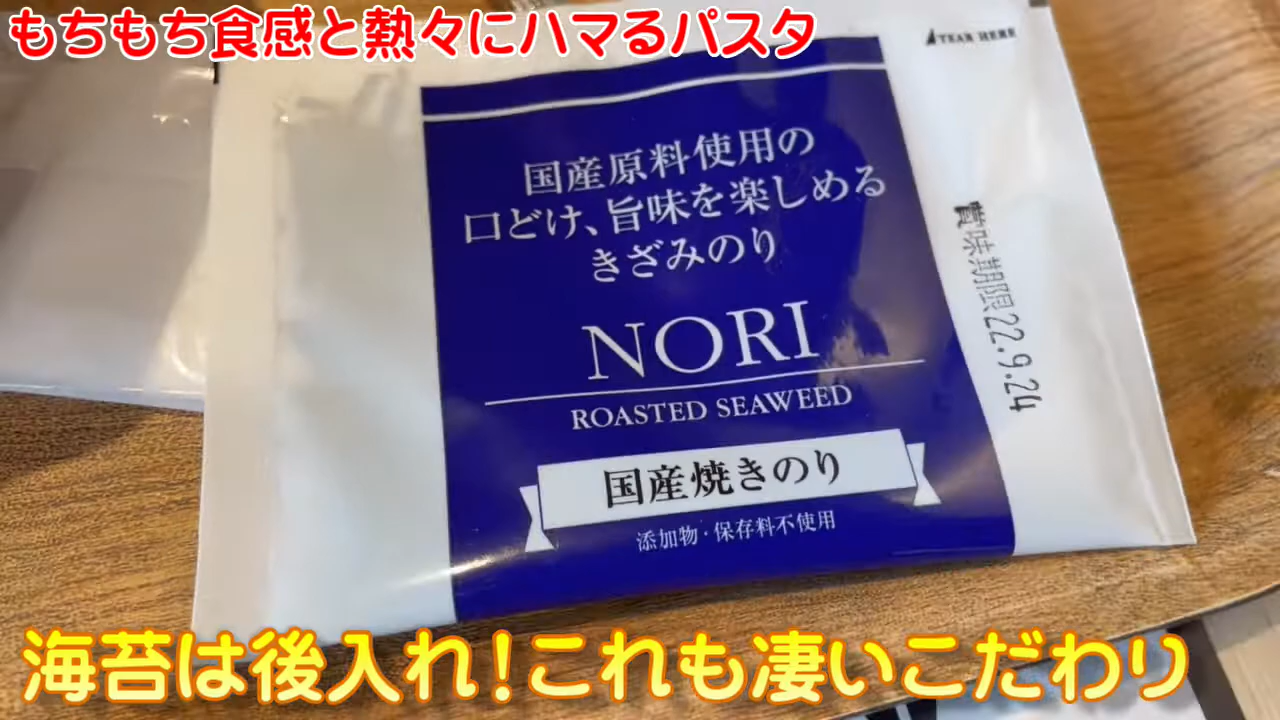 もちもち食感と熱々にハマるパスタ
TEAR HERE
国産原料使用の
口どけ、旨味を楽しめる
きざみのり
NORI
ROASTED SEAWEED
国産焼きのり
添加物・保存料不使用
賞味期限22.9.24
海苔は後入れ!これも凄いこだわり